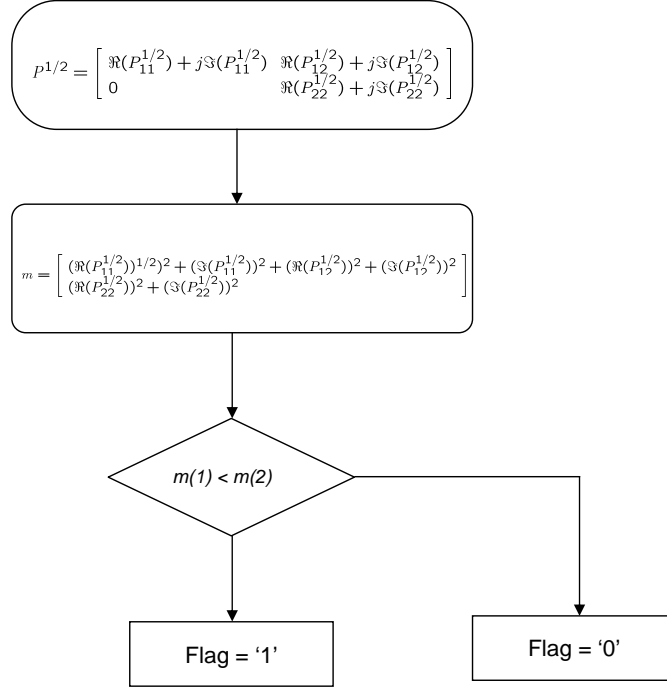 P^{1/2} = [ ℜ(P_{11}^{1/2}) + jℑ(P_{11}^{1/2}) ℜ(P_{12}^{1/2}) + jℑ(P_{12}^{1/2})
0 ℜ(P_{22}^{1/2}) + jℑ(P_{22}^{1/2}) ]
m = [ (ℜ(P_{11}^{1/2})^{1/2})^2 + (ℑ(P_{11}^{1/2}))^2 + (ℜ(P_{12}^{1/2}))^2 + (ℑ(P_{12}^{1/2}))^2
(ℜ(P_{22}^{1/2}))^2 + (ℑ(P_{22}^{1/2}))^2 ]
m(1) < m(2)
Flag = ‘1’
Flag = ‘0’